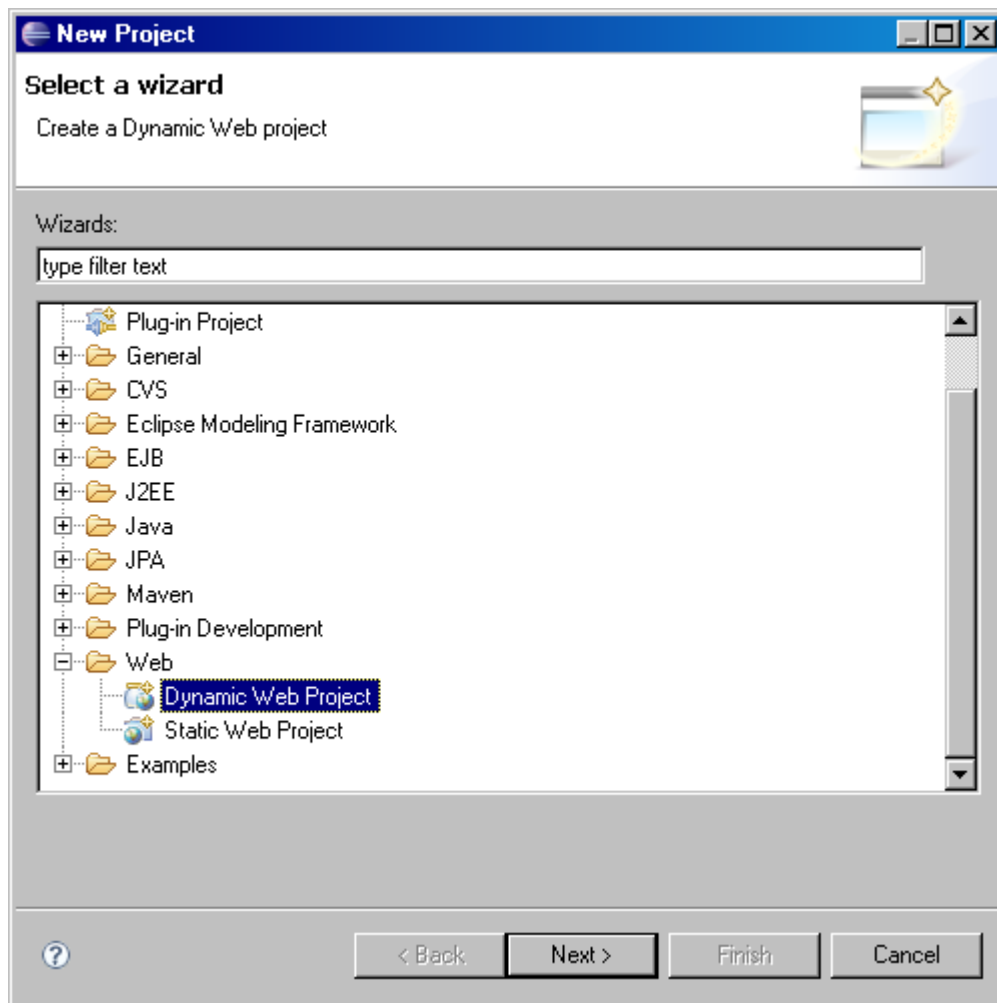 New Project
Select a wizard
Create a Dynamic Web project
Wizards:
type filter text
Plug-in Project
General
CVS
Eclipse Modeling Framework
EJB
J2EE
Java
JPA
Maven
Plug-in Development
Web
Dynamic Web Project
Static Web Project
Examples
? < Back Next > Finish Cancel